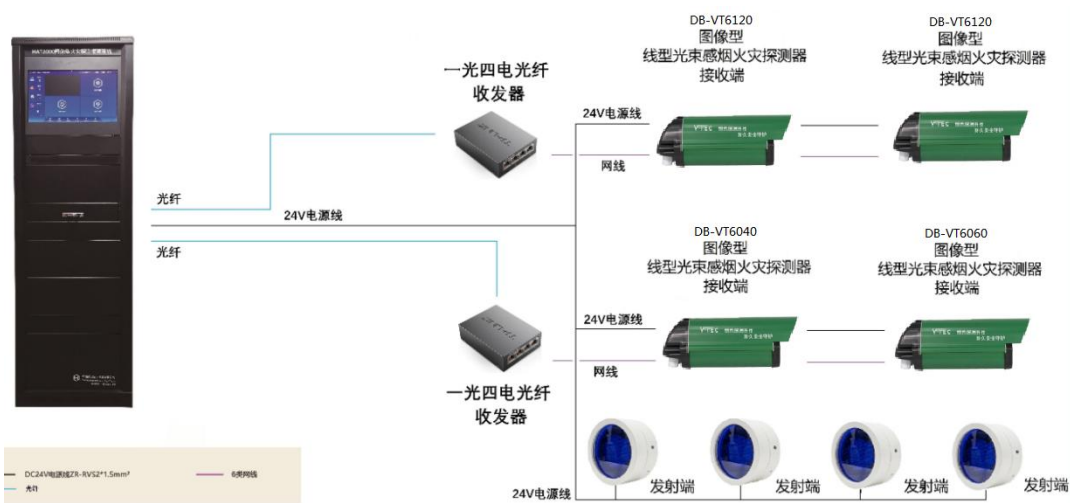 DB-VT6120
图像型
线型光束感烟火灾探测器
接收端
DB-VT6120
图像型
线型光束感烟火灾探测器
接收端
一光四电光纤
收发器
24V电源线
网线
光纤
24V电源线
光纤
DB-VT6040
图像型
线型光束感烟火灾探测器
接收端
DB-VT6060
图像型
线型光束感烟火灾探测器
接收端
24V电源线
网线
一光四电光纤
收发器
DC24V电源线ZR-RVS2*1.5mm²
6类网线
光纤
24V电源线
发射端
发射端
发射端
发射端